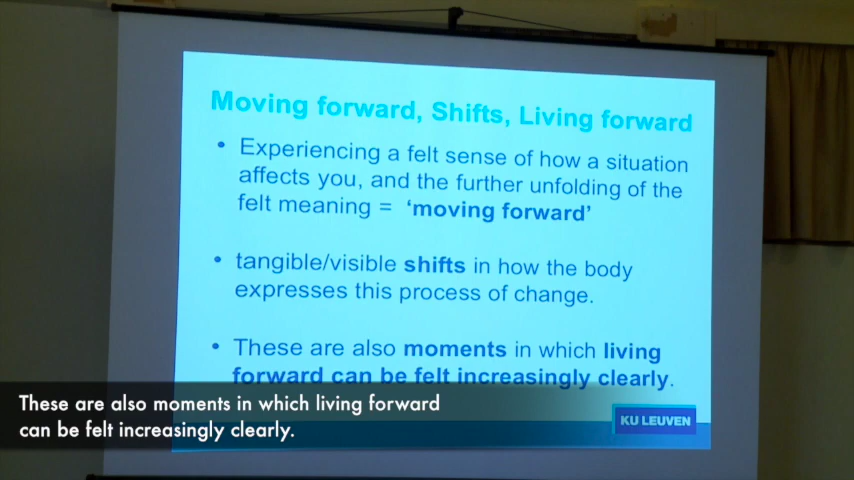 Moving forward, Shifts, Living forward
• Experiencing a felt sense of how a situation
affects you, and the further unfolding of the
felt meaning = ‘moving forward’
• tangible/visible shifts in how the body
expresses this process of change.
• These are also moments in which living
forward can be felt increasingly clearly.
These are also moments in which living forward
can be felt increasingly clearly.
KU LEUVEN